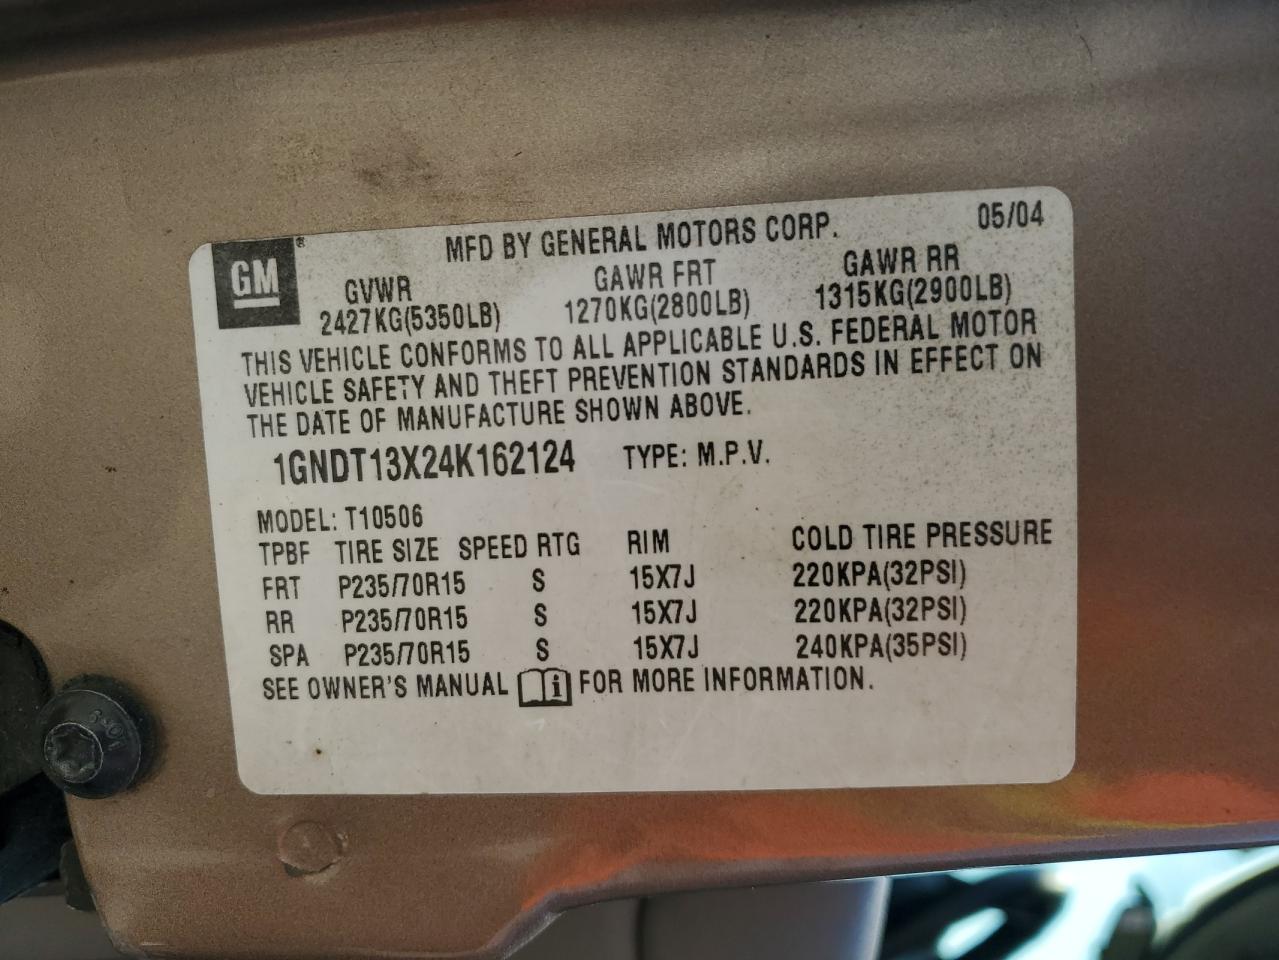 GM® MFD BY GENERAL MOTORS CORP. 05/04
GVWR GAWR FRT GAWR RR
2427KG(5350LB) 1270KG(2800LB) 1315KG(2900LB)
THIS VEHICLE CONFORMS TO ALL APPLICABLE U.S. FEDERAL MOTOR
VEHICLE SAFETY AND THEFT PREVENTION STANDARDS IN EFFECT ON
THE DATE OF MANUFACTURE SHOWN ABOVE.
1GNDT13X24K162124 TYPE: M.P.V.
MODEL: T10506
TPBF TIRE SIZE SPEED RTG RIM COLD TIRE PRESSURE
FRT P235/70R15 S 15X7J 220KPA(32PSI)
RR P235/70R15 S 15X7J 220KPA(32PSI)
SPA P235/70R15 S 15X7J 240KPA(35PSI)
SEE OWNER'S MANUAL i FOR MORE INFORMATION.